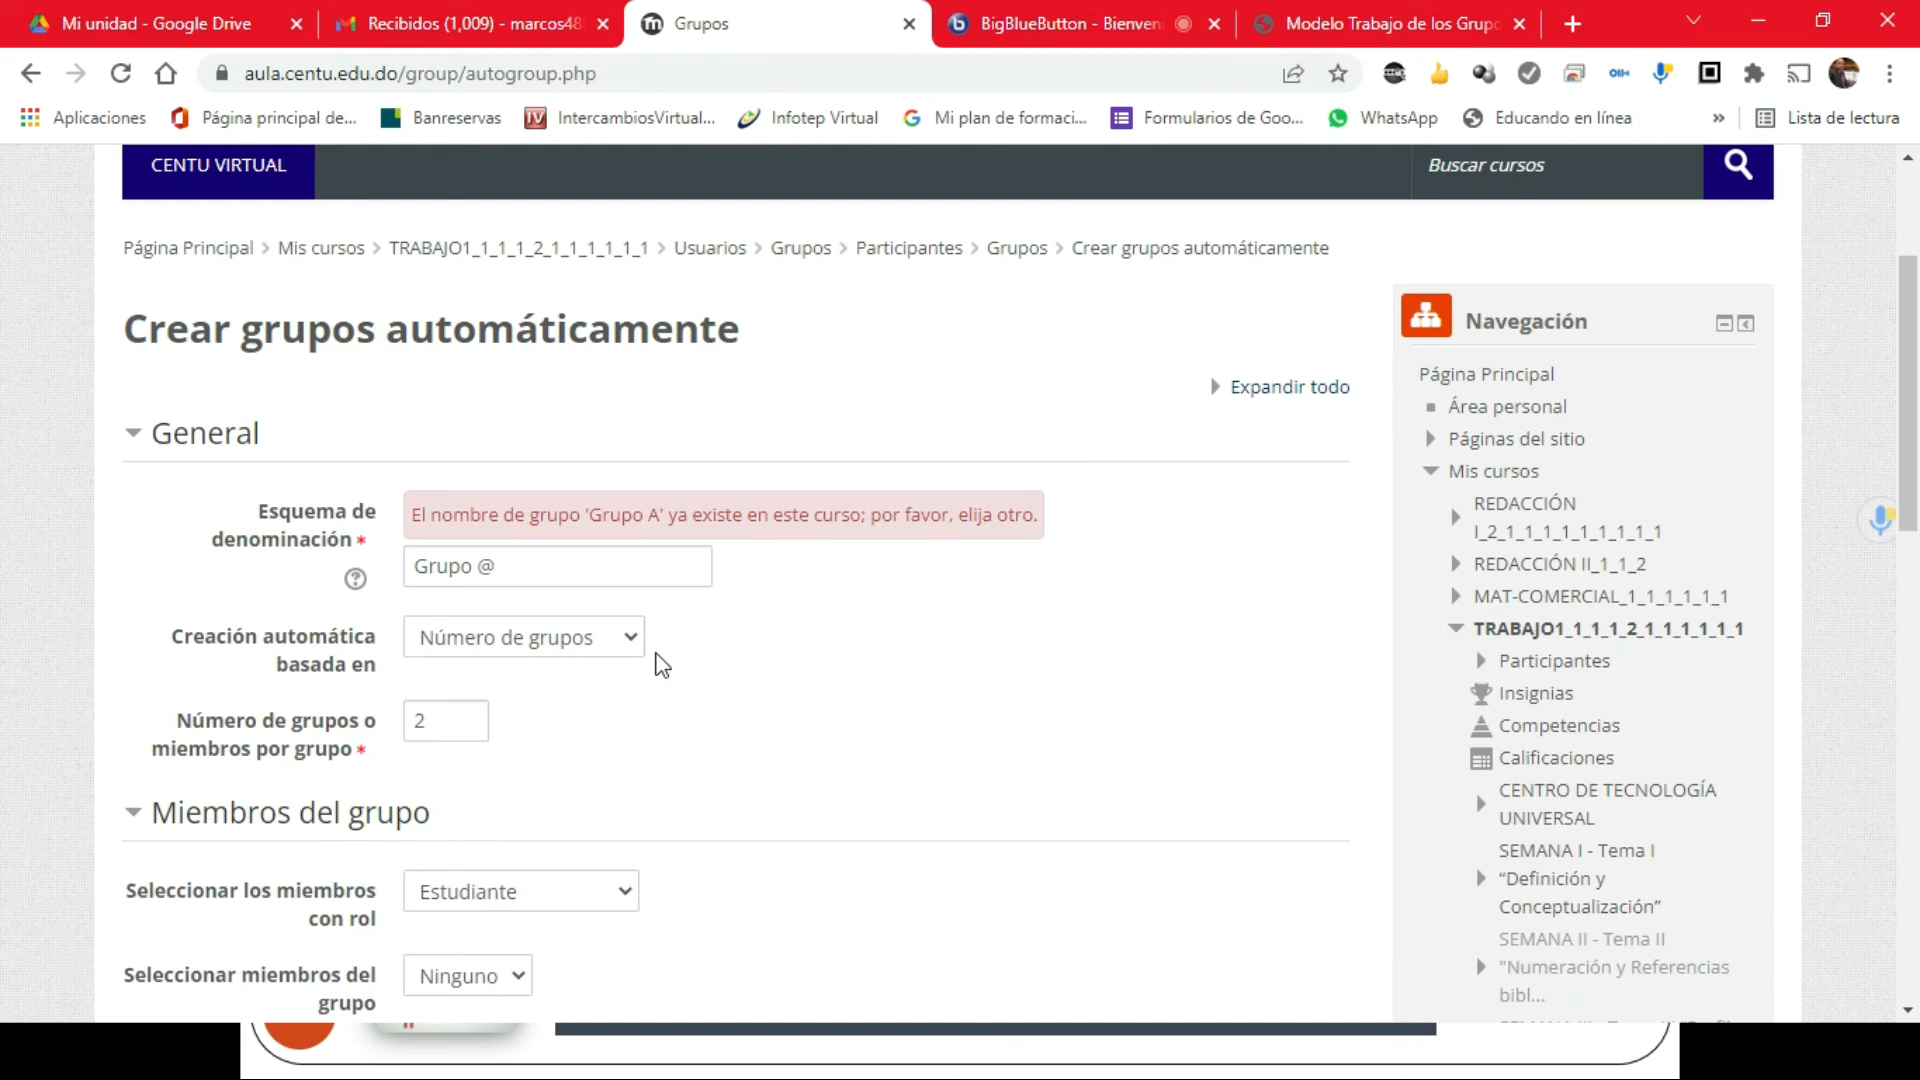 Mi unidad - Google Drive
Recibidos (1,009) - marcos48
Grupos
BigBlueButton - Bienveni
Modelo Trabajo de los Grupo
aula.centu.edu.do/group/autogroup.php
Aplicaciones
Página principal de...
Banreservas
IntercambiosVirtual...
Infotep Virtual
Mi plan de formaci...
Formularios de Goo...
WhatsApp
Educando en línea
»
Lista de lectura
CENTU VIRTUAL
Buscar cursos
Página Principal > Mis cursos > TRABAJO1_1_1_1_2_1_1_1_1_1_1 > Usuarios > Grupos > Participantes > Grupos > Crear grupos automáticamente
Crear grupos automáticamente
Expandir todo
General
Esquema de
denominación *
El nombre de grupo 'Grupo A' ya existe en este curso; por favor, elija otro.
Grupo @
Creación automática
basada en
Número de grupos
Número de grupos o
miembros por grupo *
2
Miembros del grupo
Seleccionar los miembros
con rol
Estudiante
Seleccionar miembros del
grupo
Ninguno
Navegación
Página Principal
Área personal
Páginas del sitio
Mis cursos
REDACCIÓN
I_2_1_1_1_1_1_1_1_1_1
REDACCIÓN II_1_1_2
MAT-COMERCIAL_1_1_1_1_1_1
TRABAJO1_1_1_1_2_1_1_1_1_1_1
Participantes
Insignias
Competencias
Calificaciones
CENTRO DE TECNOLOGÍA
UNIVERSAL
SEMANA I - Tema I
“Definición y
Conceptualización”
SEMANA II - Tema II
"Numeración y Referencias
bibl...